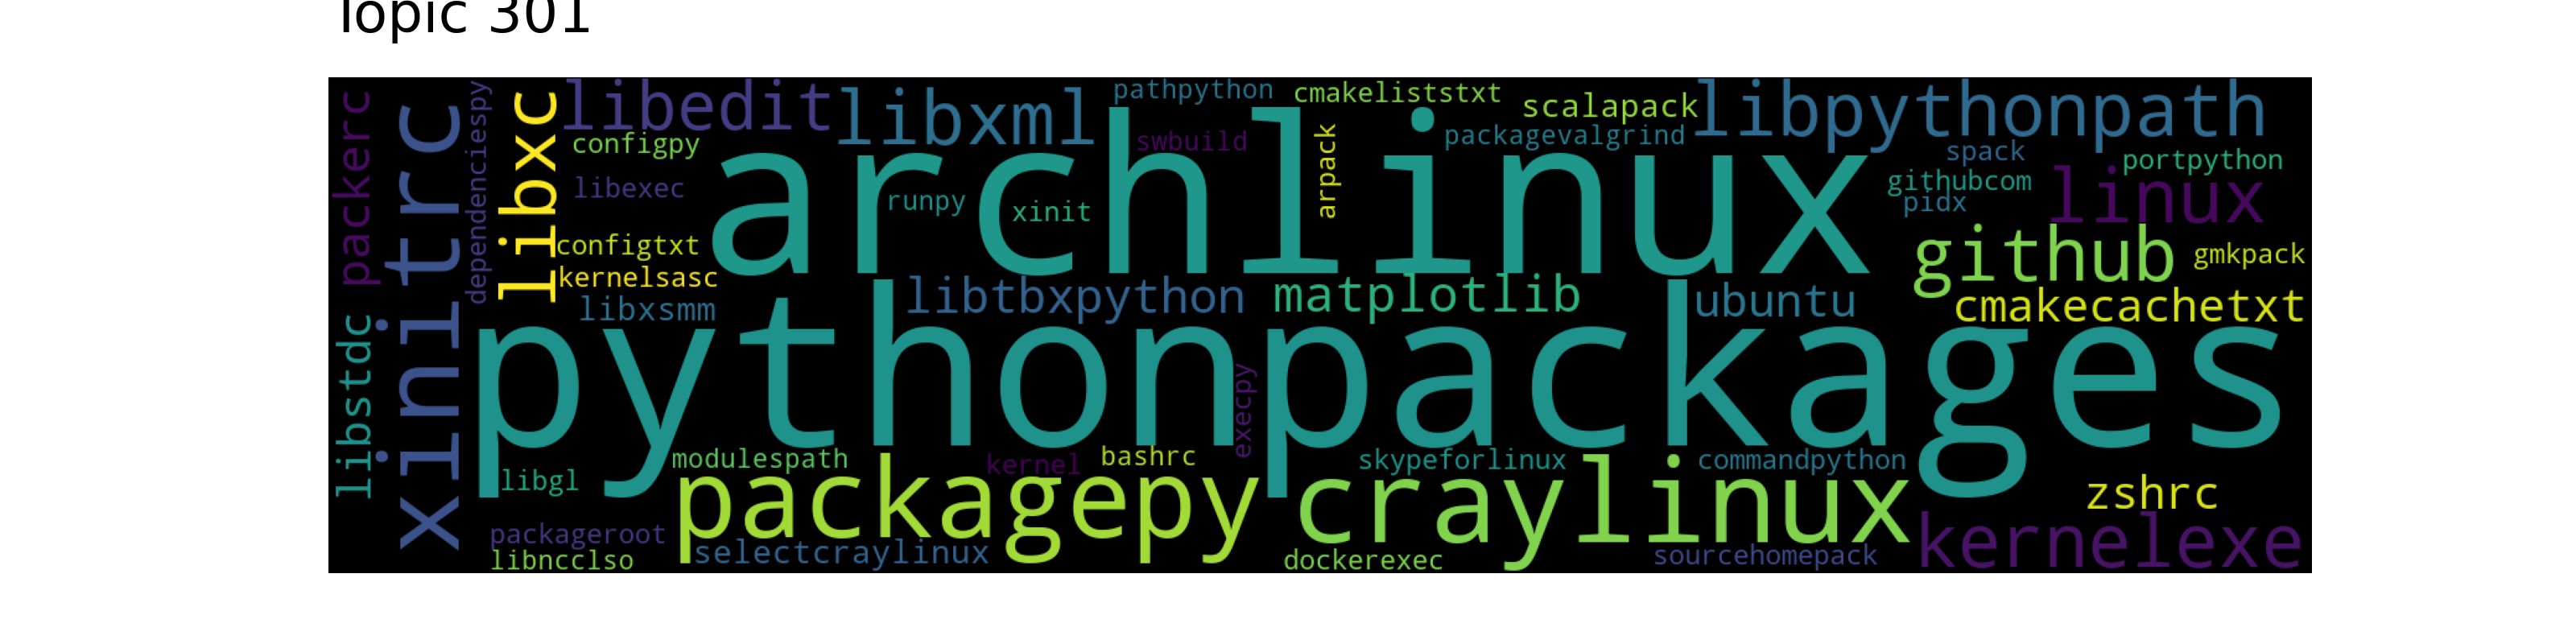 Topic 301
packerc
xinitrc
dependenciespy
libxc
libedit
libxml
pathpython
cmakeliststxt
scalapack
libpythonpath
configpy
swbuild
arpack
packagevalgrind
spack
portpython
libexec
archlinux
runpy
xinit
githubcom
pidx
linux
configtxt
github
gmkpack
kernelsasc
libxsmm
libtbxpython
matplotlib
ubuntu
cmakecachetxt
libstdc
pythonpackages
execpy
modulespath
kernel
bashrc
skypeforlinux
commandpython
libgl
packagepy
craylinux
zshrc
packageroot
selectcraylinux
kernelexe
libncclso
dockerexec
sourcehomepack